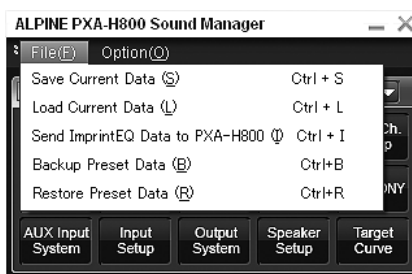 ALPINE PXA-H800 Sound Manager
File(F) Option(O)
Save Current Data (S) Ctrl + S
Load Current Data (L) Ctrl + L
Send ImprintEQ Data to PXA-H800 (I) Ctrl + I
Backup Preset Data (B) Ctrl+B
Restore Preset Data (R) Ctrl+R
Ch.
AUX Input System
Input Setup
Output System
Speaker Setup
Target Curve